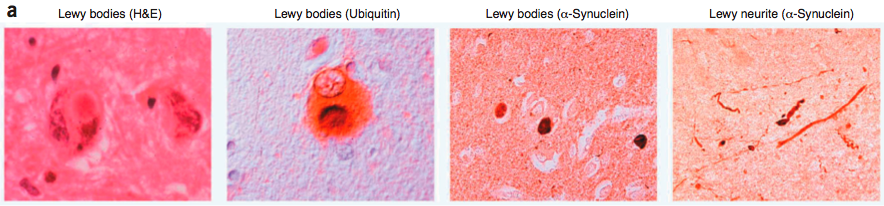 a
Lewy bodies (H&E)
Lewy bodies (Ubiquitin)
Lewy bodies (α-Synuclein)
Lewy neurite (α-Synuclein)